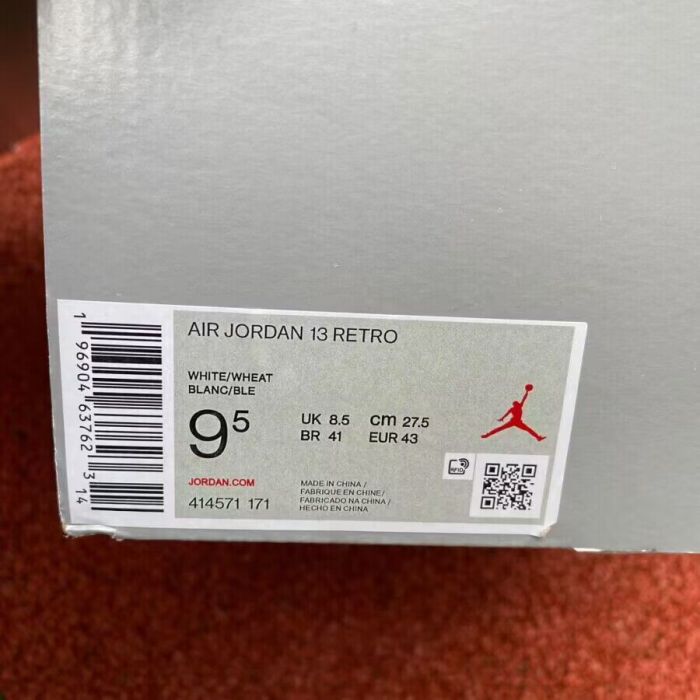 AIR JORDAN 13 RETRO
WHITE/WHEAT
BLANC/BLE
95
UK 8.5 cm 27.5
BR 41 EUR 43
JORDAN.COM
414571 171
MADE IN CHINA /
FABRIQUE EN CHINE/
FABRICADO NA CHINA /
HECHO EN CHINA
RFID
1 96904 63762 3 14